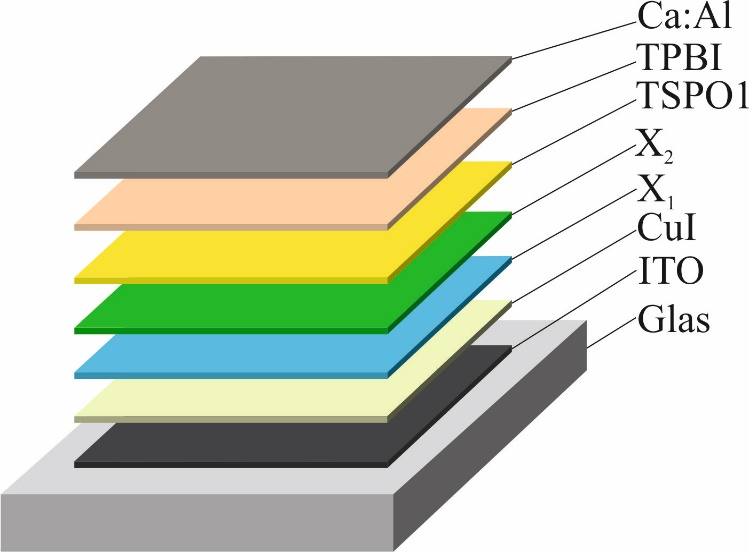 Ca:Al
TPBI
TSPO1
X₂
X₁
CuI
ITO
Glas